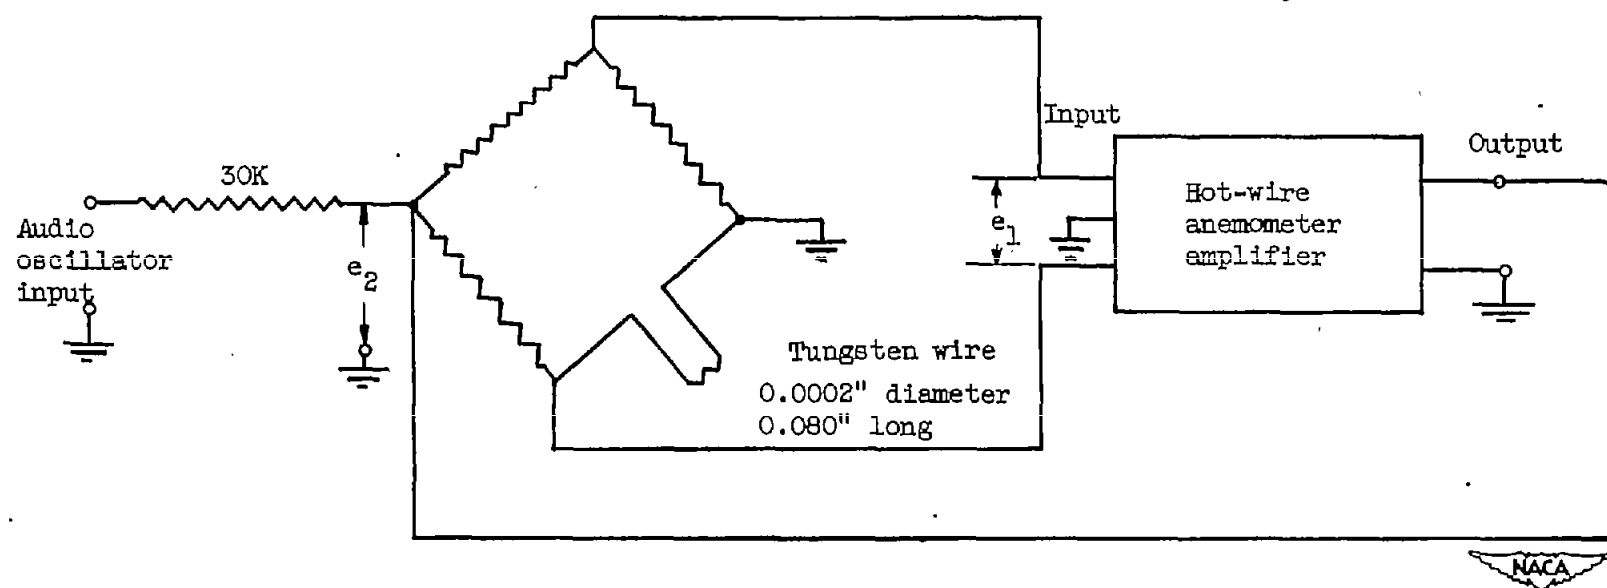 30K
Audio
oscillator
input
e2
Input
e1
Hot-wire
anemometer
amplifier
Output
Tungsten wire
0.0002" diameter
0.080" long
NACA